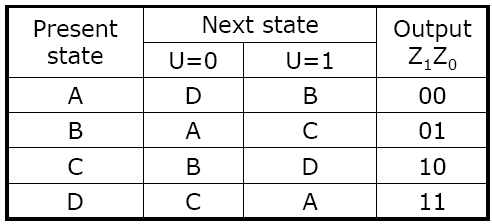 Present state Next state Output Z₁Z₀
U=0 U=1
A D B 00
B A C 01
C B D 10
D C A 11